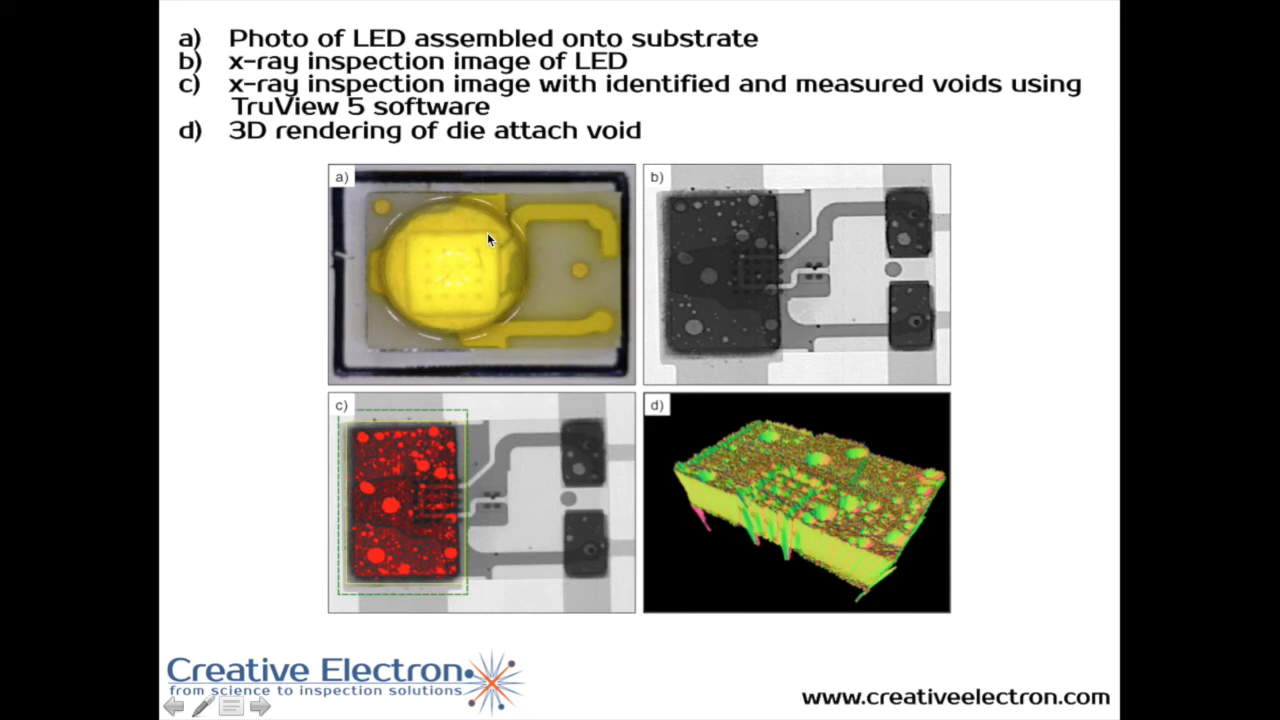 a) Photo of LED assembled onto substrate
b) x-ray inspection image of LED
c) x-ray inspection image with identified and measured voids using
TruView 5 software
d) 3D rendering of die attach void
a)
b)
c)
d)
Creative Electron
from science to inspection solutions
www.creativeelectron.com